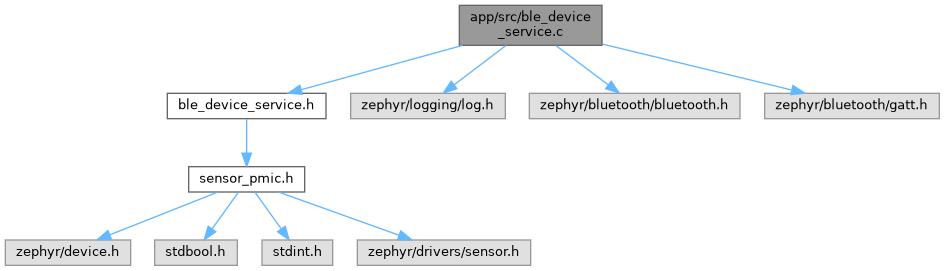 app/src/ble_device
_service.c
ble_device_service.h
zephyr/logging/log.h
zephyr/bluetooth/bluetooth.h
zephyr/bluetooth/gatt.h
sensor_pmic.h
zephyr/device.h
stdbool.h
stdint.h
zephyr/drivers/sensor.h